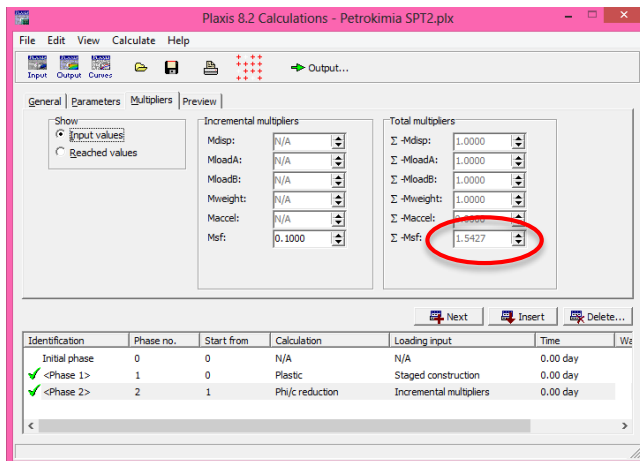 Plaxis 8.2 Calculations - Petrokimia SPT2.plx
File Edit View Calculate Help
Input Output Curves Output...
General Parameters Multipliers Preview
Show
Input values
Reached values
Incremental multipliers
Mdisp: N/A
MloadA: N/A
MloadB: N/A
Mweight: N/A
Maccel: N/A
Msf: 0.1000
Total multipliers
Σ -Mdisp: 1.0000
Σ -MloadA: 1.0000
Σ -MloadB: 1.0000
Σ -Mweight: 1.0000
Σ -Maccel: 0.0000
Σ -Msf: 1.5427
Next Insert Delete...
Identification Phase no. Start from Calculation Loading input Time Wa
Initial phase 0 0 N/A N/A 0.00 day
<Phase 1> 1 0 Plastic Staged construction 0.00 day
<Phase 2> 2 1 Phi/c reduction Incremental multipliers 0.00 day